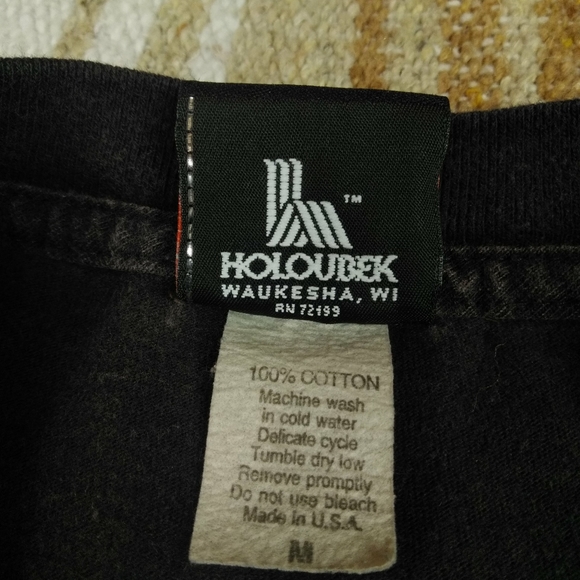 TM
HOLOUBEK
WAUKESHA, WI
RN 72199
100% COTTON
Machine wash
in cold water
Delicate cycle
Tumble dry low
Remove promptly
Do not use bleach
Made in U.S.A.
M